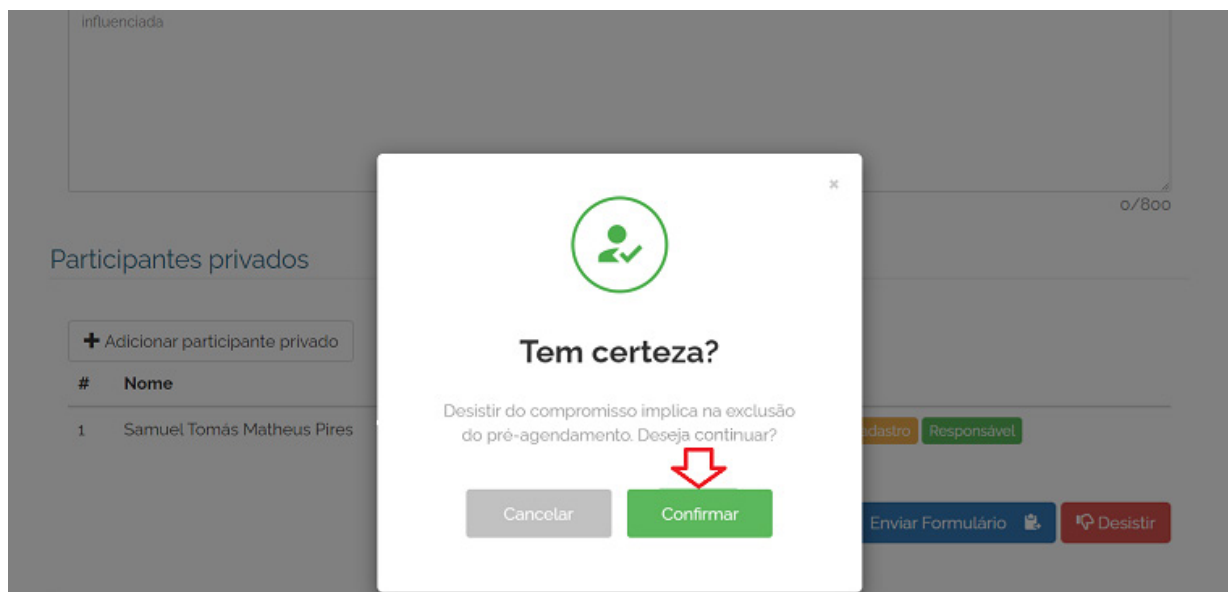 influenciada
0/800
Participantes privados
Adicionar participante privado
# Nome
1 Samuel Tomás Matheus Pires
Responsável
Enviar Formulário
Desistir
×
Tem certeza?
Desistir do compromisso implica na exclusão
do pré-agendamento. Deseja continuar?
Cancelar
Confirmar